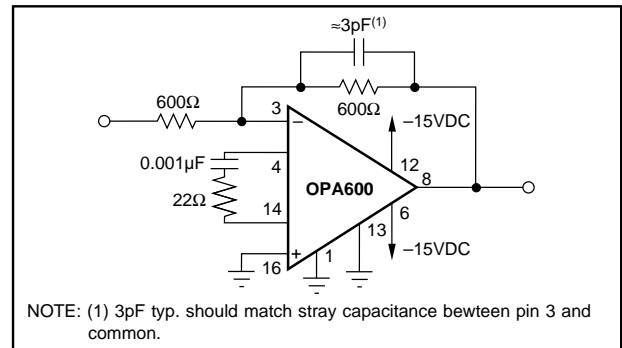 ≈3pF(1)
600Ω
600Ω
3
–
–15VDC
0.001µF
4
12
8
OPA600
22Ω
14
6
13
–15VDC
+
16
1
NOTE: (1) 3pF typ. should match stray capacitance bewteen pin 3 and
common.